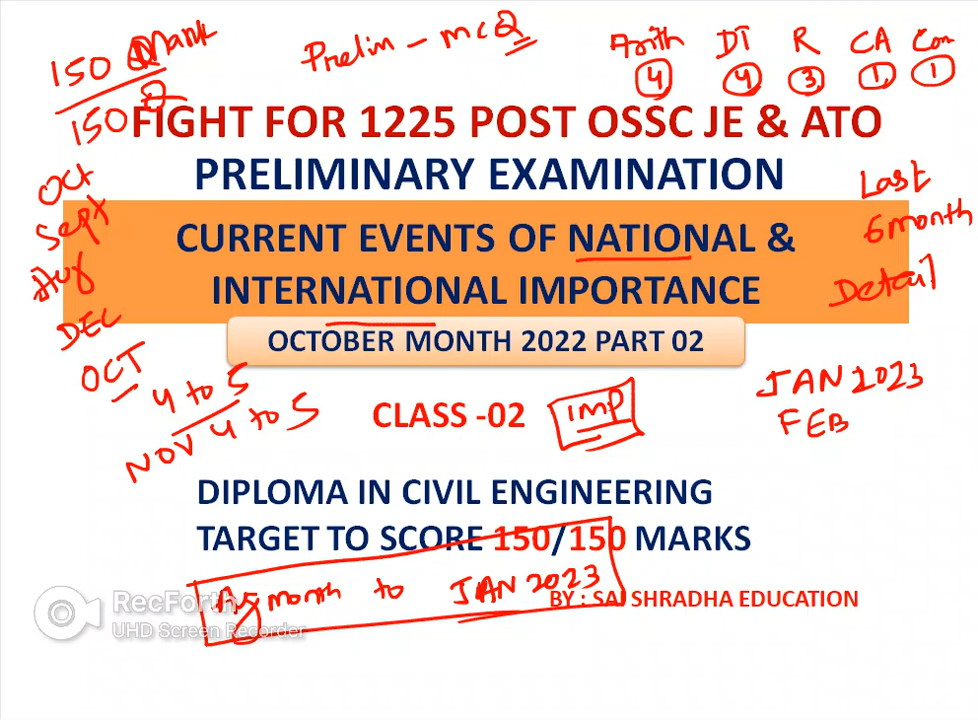 150 Mark
150 Q
Prelim - MCQ
Arith DI R CA Com
4 4 3 1 1
FIGHT FOR 1225 POST OSSC JE & ATO
PRELIMINARY EXAMINATION
CURRENT EVENTS OF NATIONAL &
INTERNATIONAL IMPORTANCE
OCTOBER MONTH 2022 PART 02
Oct
Sept
Aug
DEC
OCT
4 to 5
NOV 4 to 5
Last
6 month
Detail
JAN 2023
FEB
CLASS -02
IMP
DIPLOMA IN CIVIL ENGINEERING
TARGET TO SCORE 150/150 MARKS
month to JAN 2023
BY : SAI SHRADHA EDUCATION
RecForth
UHD Screen Recorder